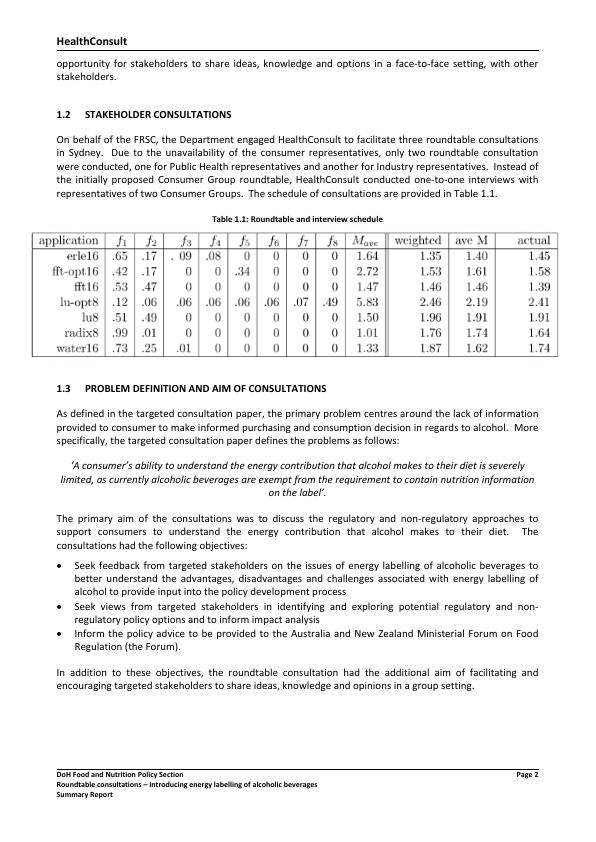 HealthConsult
opportunity for stakeholders to share ideas, knowledge and options in a face-to-face setting, with other
stakeholders.
1.2 STAKEHOLDER CONSULTATIONS
On behalf of the FRSC, the Department engaged HealthConsult to facilitate three roundtable consultations
in Sydney. Due to the unavailability of the consumer representatives, only two roundtable consultation
were conducted, one for Public Health representatives and another for Industry representatives. Instead of
the initially proposed Consumer Group roundtable, HealthConsult conducted one-to-one interviews with
representatives of two Consumer Groups. The schedule of consultations are provided in Table 1.1.
Table 1.1: Roundtable and interview schedule
application f1 f2 f3 f4 f5 f6 f7 f8 Mave weighted ave M actual
erle16 .65 .17 . 09 .08 0 0 0 0 1.64 1.35 1.40 1.45
fft-opt16 .42 .17 0 0 .34 0 0 0 2.72 1.53 1.61 1.58
fft16 .53 .47 0 0 0 0 0 0 1.47 1.46 1.46 1.39
lu-opt8 .12 .06 .06 .06 .06 .06 .07 .49 5.83 2.46 2.19 2.41
lu8 .51 .49 0 0 0 0 0 0 1.50 1.96 1.91 1.91
radix8 .99 .01 0 0 0 0 0 0 1.01 1.76 1.74 1.64
water16 .73 .25 .01 0 0 0 0 0 1.33 1.87 1.62 1.74
1.3 PROBLEM DEFINITION AND AIM OF CONSULTATIONS
As defined in the targeted consultation paper, the primary problem centres around the lack of information
provided to consumer to make informed purchasing and consumption decision in regards to alcohol. More
specifically, the targeted consultation paper defines the problems as follows:
'A consumer's ability to understand the energy contribution that alcohol makes to their diet is severely
limited, as currently alcoholic beverages are exempt from the requirement to contain nutrition information
on the label'.
The primary aim of the consultations was to discuss the regulatory and non-regulatory approaches to
support consumers to understand the energy contribution that alcohol makes to their diet. The
consultations had the following objectives:
• Seek feedback from targeted stakeholders on the issues of energy labelling of alcoholic beverages to
better understand the advantages, disadvantages and challenges associated with energy labelling of
alcohol to provide input into the policy development process
• Seek views from targeted stakeholders in identifying and exploring potential regulatory and non-
regulatory policy options and to inform impact analysis
• Inform the policy advice to be provided to the Australia and New Zealand Ministerial Forum on Food
Regulation (the Forum).
In addition to these objectives, the roundtable consultation had the additional aim of facilitating and
encouraging targeted stakeholders to share ideas, knowledge and opinions in a group setting.
DoH Food and Nutrition Policy Section Page 2
Roundtable consultations – Introducing energy labelling of alcoholic beverages
Summary Report